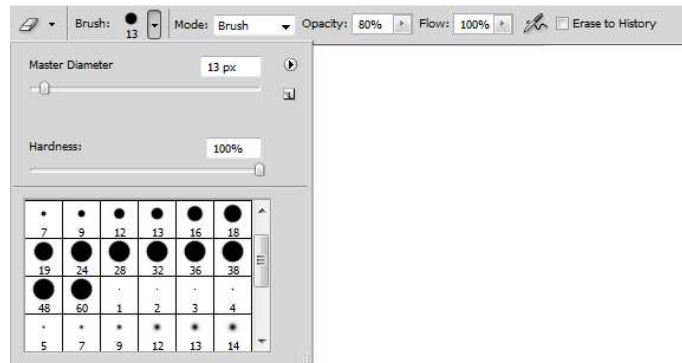 Brush: 13 Mode: Brush Opacity: 80% Flow: 100% Erase to History
Master Diameter 13 px
Hardness: 100%
7 9 12 13 16 18
19 24 28 32 36 38
48 60 1 2 3 4
5 7 9 12 13 14